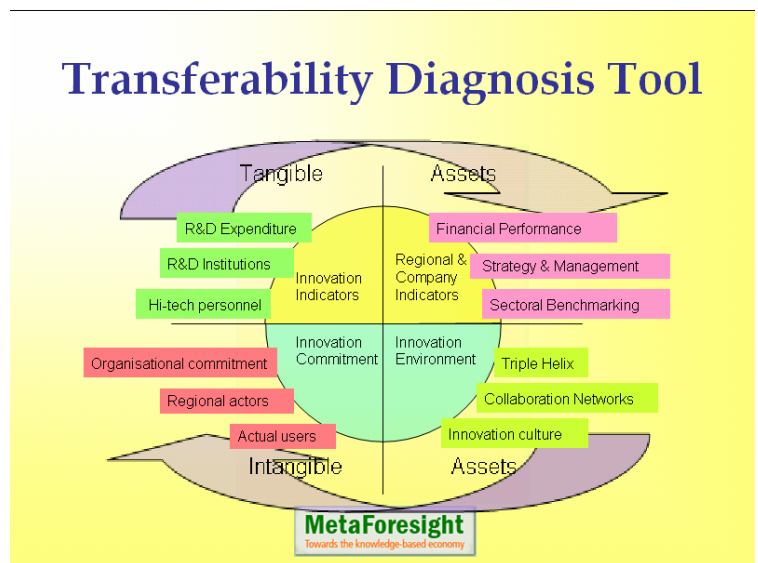 Transferability Diagnosis Tool
Tangible Assets
R&D Expenditure
R&D Institutions
Hi-tech personnel
Innovation
Indicators
Regional &
Company
Indicators
Financial Performance
Strategy & Management
Sectoral Benchmarking
Innovation
Commitment
Innovation
Environment
Organisational commitment
Regional actors
Actual users
Triple Helix
Collaboration Networks
Innovation culture
Intangible Assets
MetaForesight
Towards the knowledge-based economy